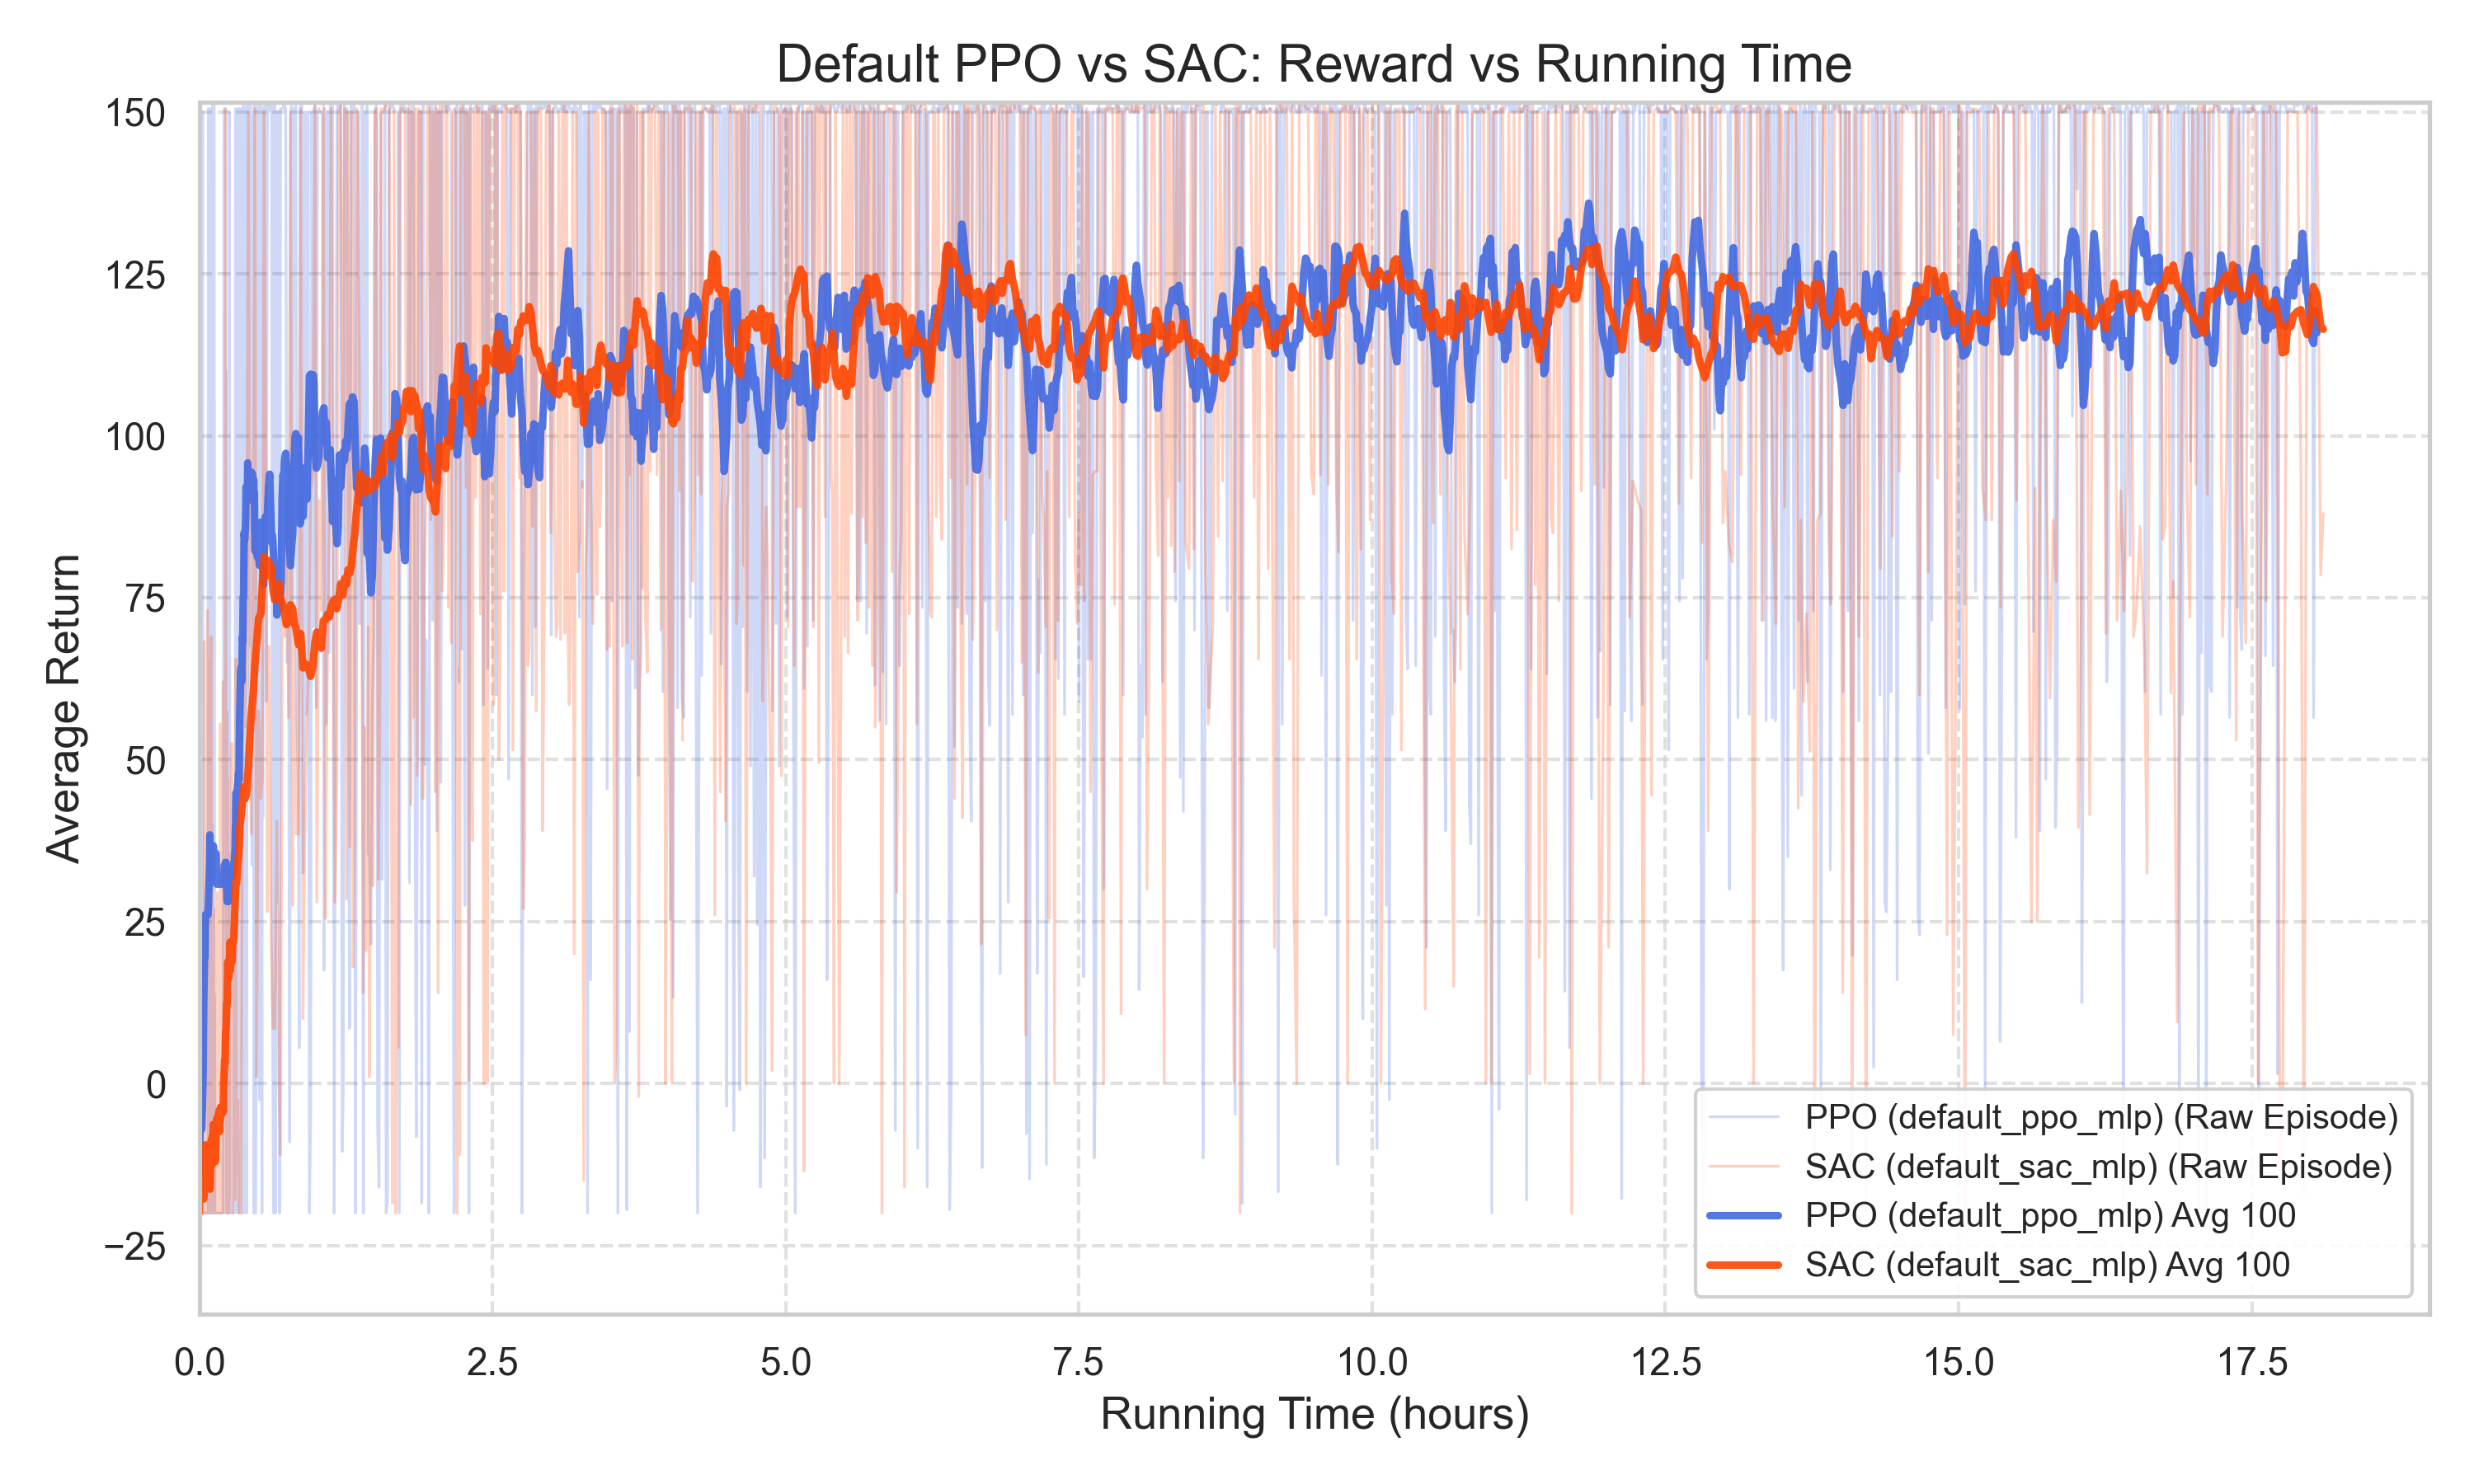 Default PPO vs SAC: Reward vs Running Time
150
125
100
75
50
25
0
−25
Average Return
0.0 2.5 5.0 7.5 10.0 12.5 15.0 17.5
Running Time (hours)
PPO (default_ppo_mlp) (Raw Episode)
SAC (default_sac_mlp) (Raw Episode)
PPO (default_ppo_mlp) Avg 100
SAC (default_sac_mlp) Avg 100